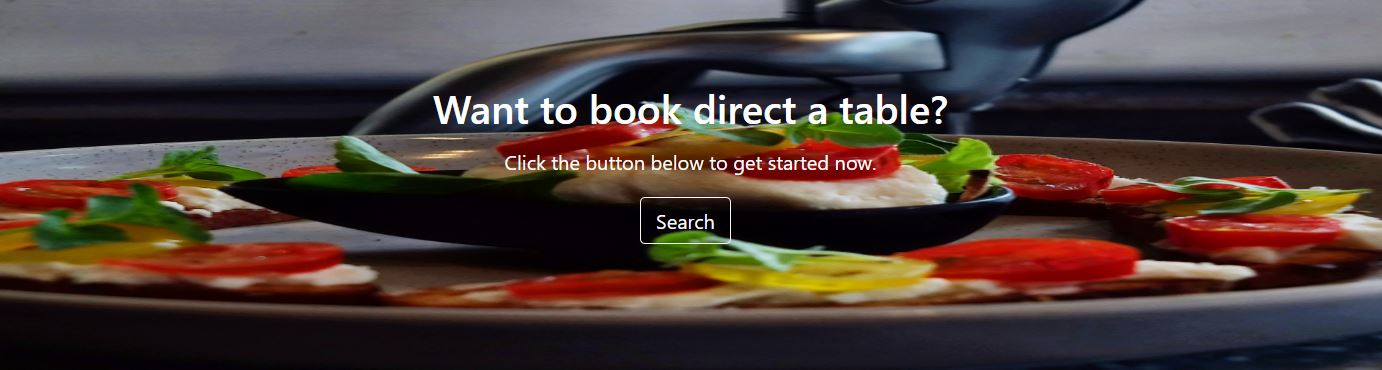 Want to book direct a table?
Click the button below to get started now.
Search